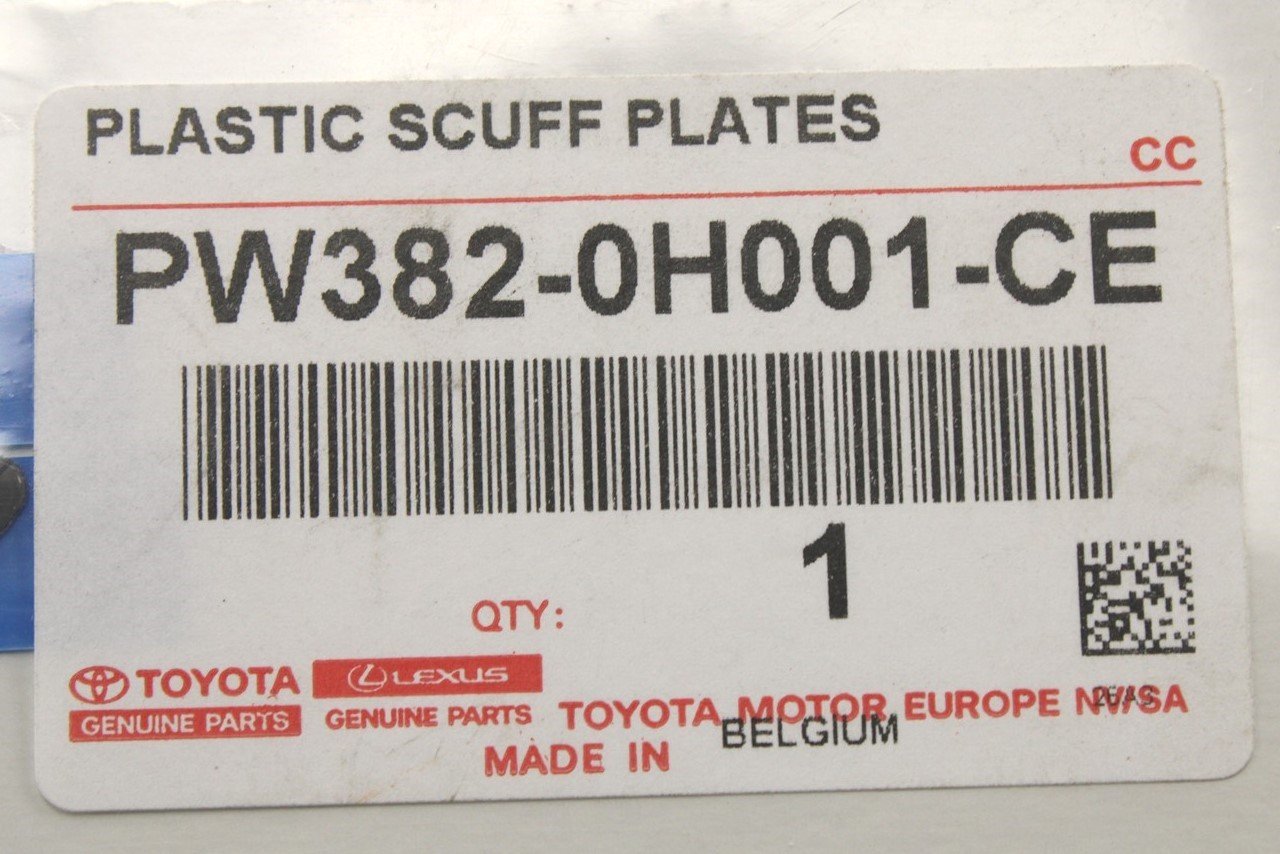 PLASTIC SCUFF PLATES
CC
PW382-0H001-CE
1
QTY:
TOYOTA
GENUINE PARTS
LEXUS
GENUINE PARTS
TOYOTA MOTOR EUROPE NV/SA
MADE IN BELGIUM